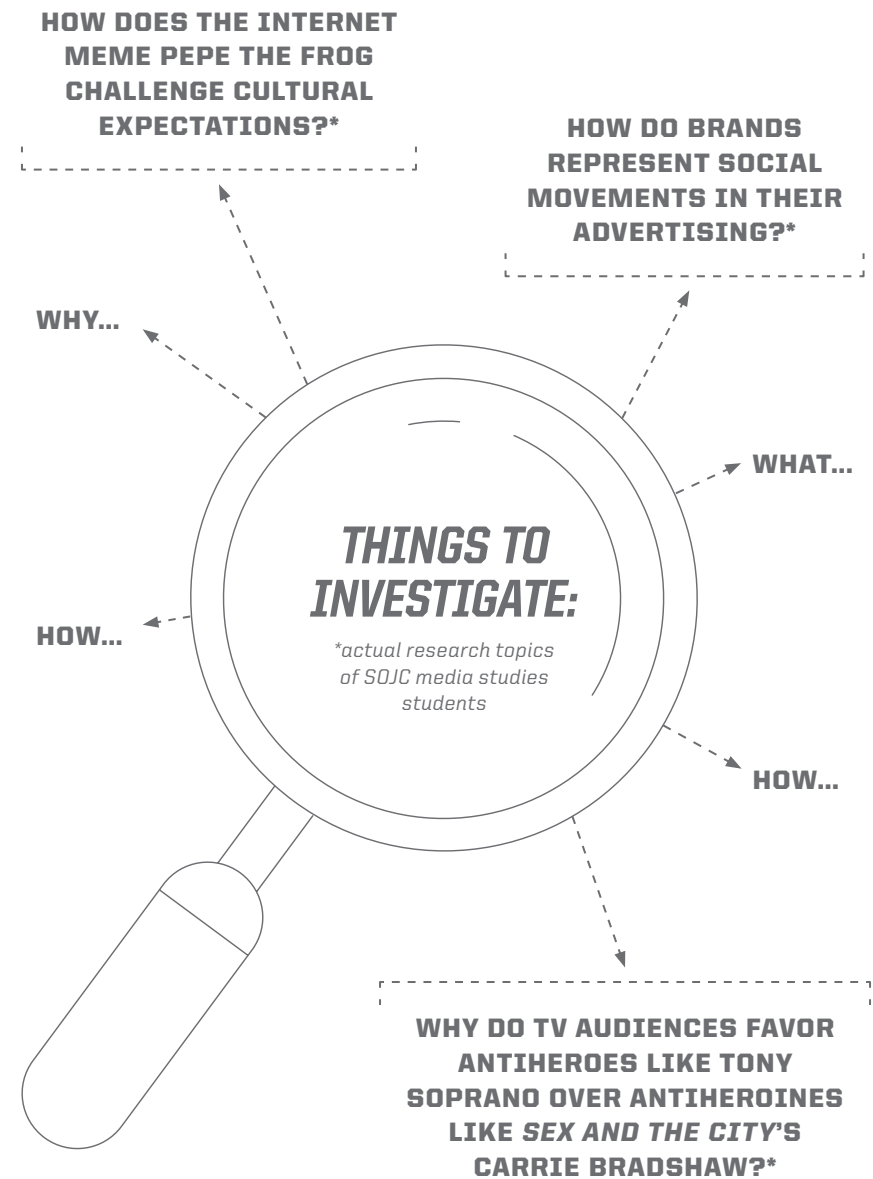 HOW DOES THE INTERNET
MEME PEPE THE FROG
CHALLENGE CULTURAL
EXPECTATIONS?*
HOW DO BRANDS
REPRESENT SOCIAL
MOVEMENTS IN THEIR
ADVERTISING?*
WHY...
WHAT...
THINGS TO
INVESTIGATE:
*actual research topics
of SOJC media studies
students
HOW...
HOW...
WHY DO TV AUDIENCES FAVOR
ANTIHEROES LIKE TONY
SOPRANO OVER ANTIHEROINES
LIKE SEX AND THE CITY'S
CARRIE BRADSHAW?*